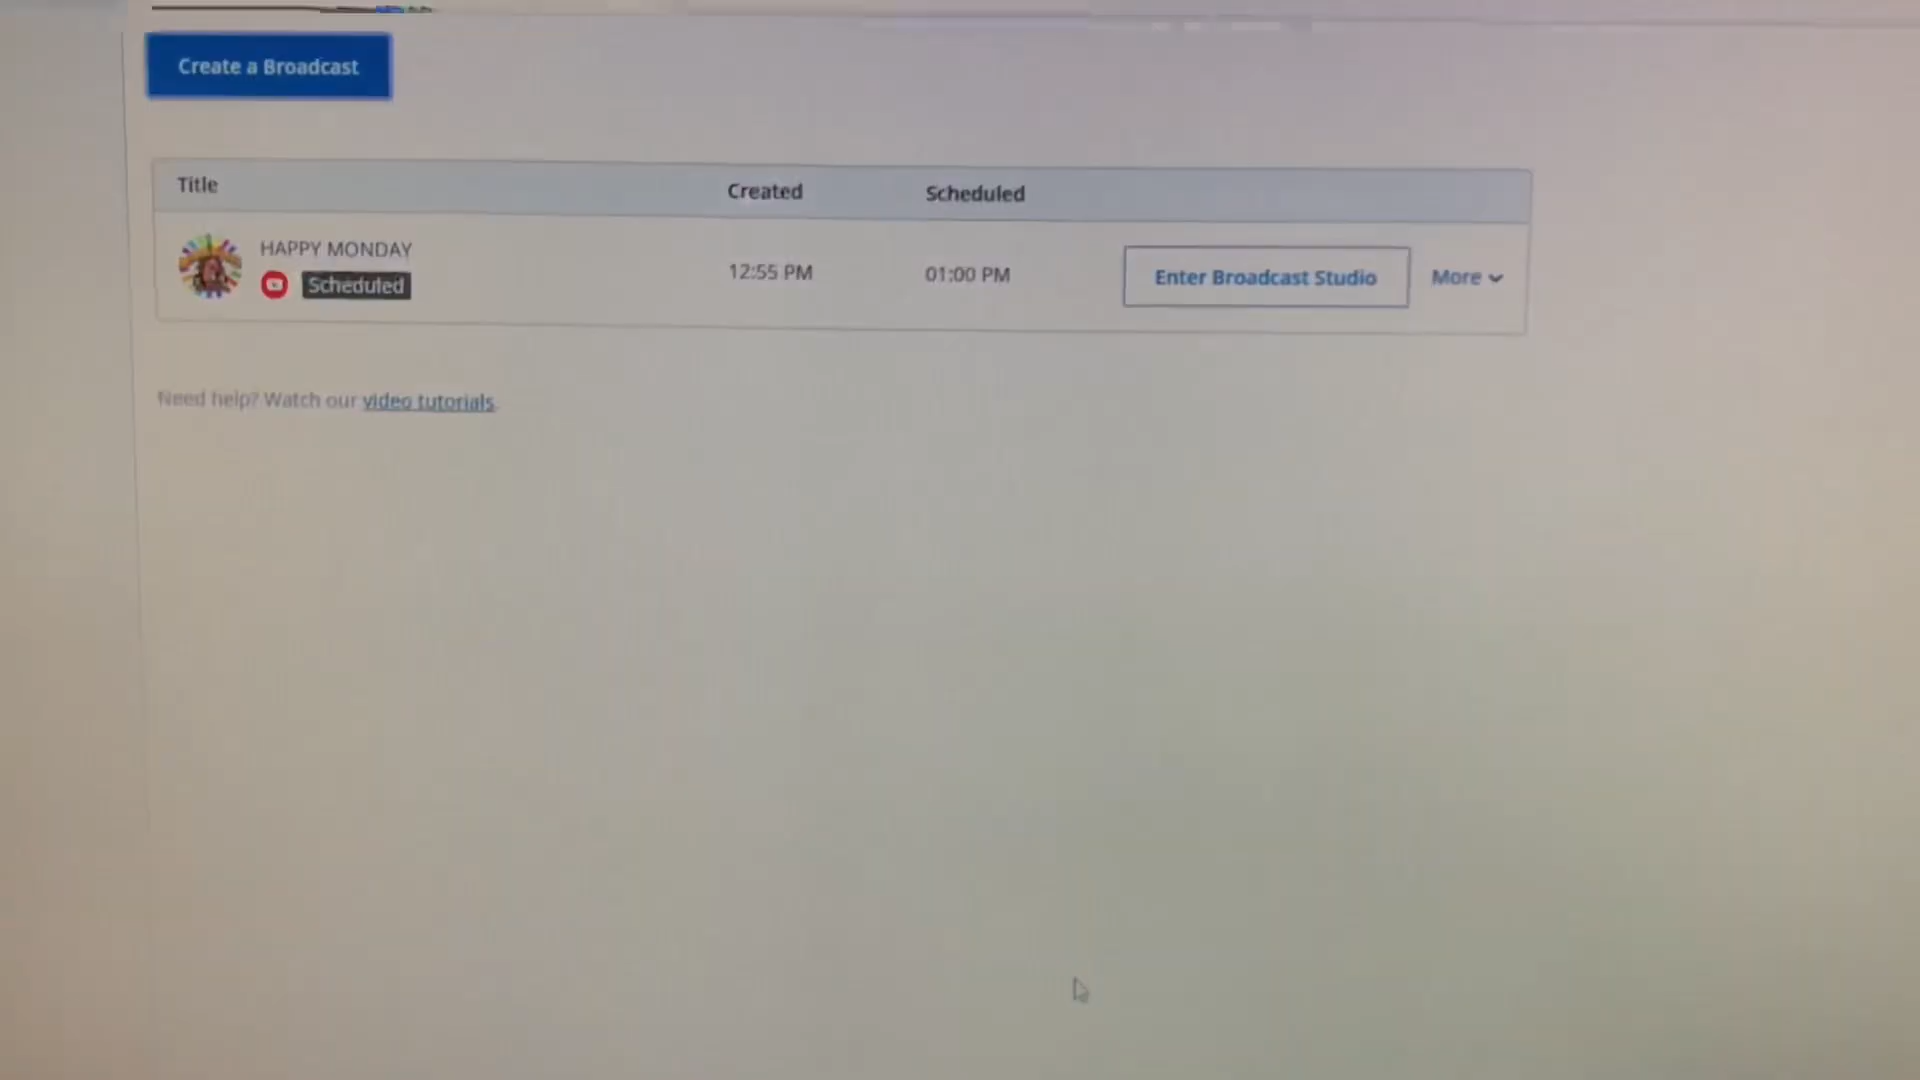 Create a Broadcast
Title Created Scheduled
HAPPY MONDAY
Scheduled
12:55 PM 01:00 PM Enter Broadcast Studio More
Need help? Watch our video tutorials.